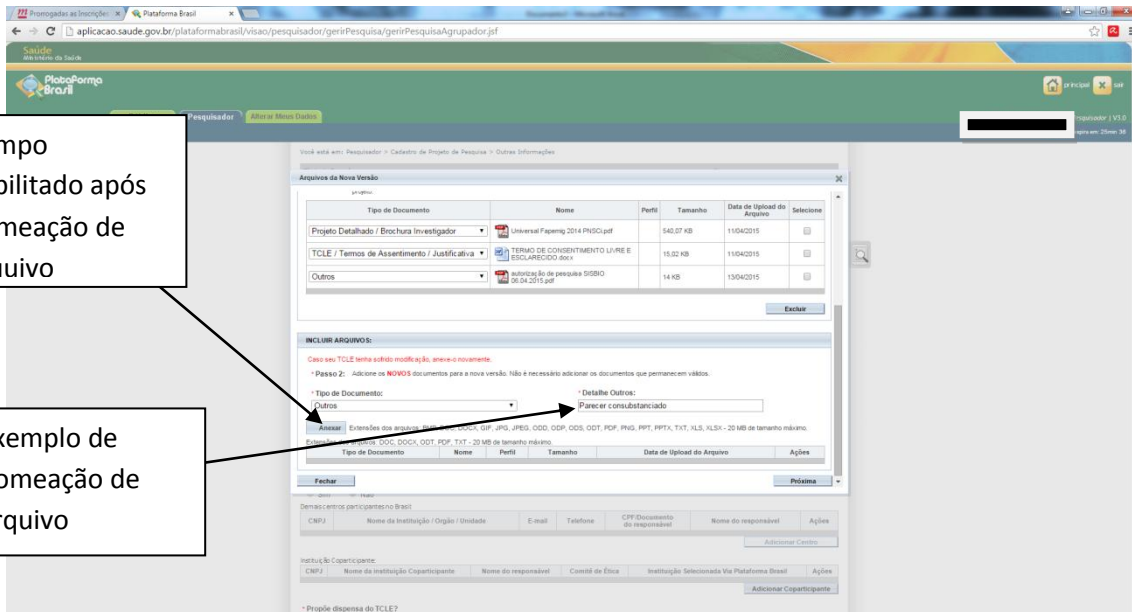 Prorrogadas as Inscrições
Plataforma Brasil
aplicacao.saude.gov.br/plataformabrasil/visao/pesquisador/gerirPesquisa/gerirPesquisaAgrupador.jsf
Saúde
Ministério da Saúde
Plataforma
Brasil
principal
sair
Pesquisador
Alterar Meus Dados
V3.0
Você está em: Pesquisador > Cadastro de Projeto de Pesquisa > Outras Informações
Arquivos da Nova Versão
projeto:
Tipo de Documento Nome Perfil Tamanho Data de Upload do Arquivo Selecione
Projeto Detalhado / Brochura Investigador Universal Fapemig 2014 PNSCi.pdf 540,07 KB 11/04/2015
TCLE / Termos de Assentimento / Justificativa TERMO DE CONSENTIMENTO LIVRE E ESCLARECIDO.docx 15,02 KB 11/04/2015
Outros autorização de pesquisa SISBIO 06.04.2015.pdf 14 KB 13/04/2015
Excluir
mpo
bilitado após
meação de
uivo
INCLUIR ARQUIVOS:
Caso seu TCLE tenha sofrido modificação, anexe-o novamente.
* Passo 2: Adicione os NOVOS documentos para a nova versão. Não é necessário adicionar os documentos que permanecem válidos.
* Tipo de Documento: * Detalhe Outros:
Outros Parecer consubstanciado
Anexar Extensões dos arquivos: BMP, DOC, DOCX, GIF, JPG, JPEG, ODD, ODP, ODS, ODT, PDF, PNG, PPT, PPTX, TXT, XLS, XLSX - 20 MB de tamanho máximo.
Extensões dos arquivos: DOC, DOCX, ODT, PDF, TXT - 20 MB de tamanho máximo.
Tipo de Documento Nome Perfil Tamanho Data de Upload do Arquivo Ações
xemplo de
omeação de
rquivo
Fechar Próxima
Sim Não
Demais centros participantes no Brasil:
CNPJ Nome da Instituição / Orgão / Unidade E-mail Telefone CPF/Documento do responsável Nome do responsável Ações
Adicionar Centro
Instituição Coparticipante:
CNPJ Nome da instituição Coparticipante Nome do responsável Comitê de Ética Instituição Selecionada Via Plataforma Brasil Ações
Adicionar Coparticipante
* Propõe dispensa do TCLE?